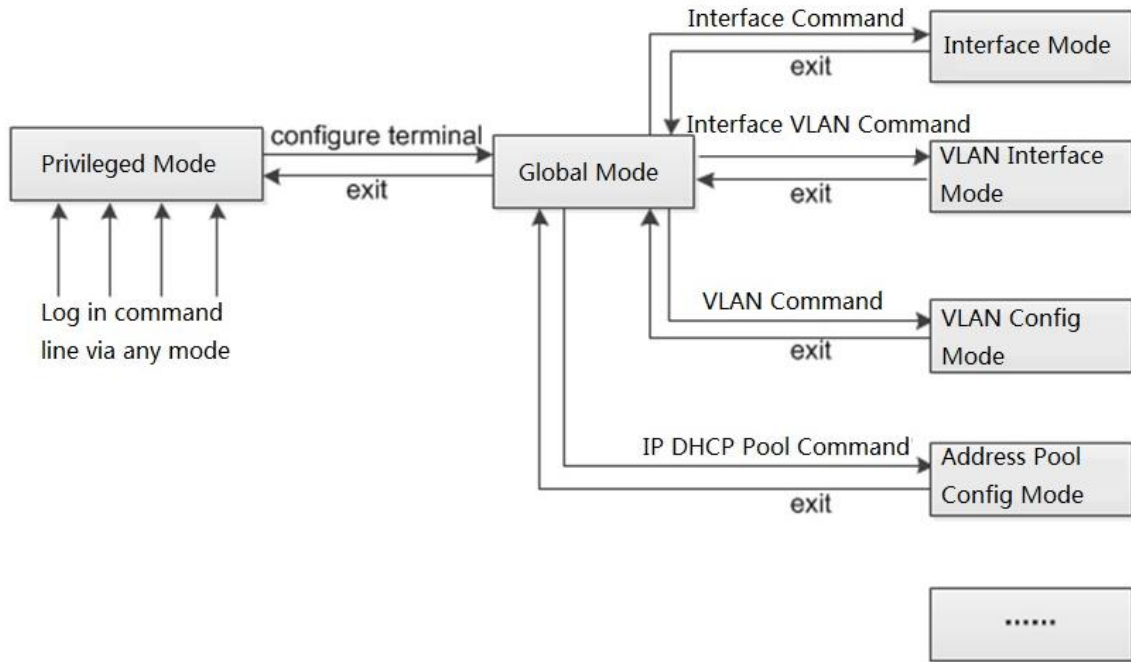 Interface Command
Interface Mode
exit
Interface VLAN Command
configure terminal
Privileged Mode
Global Mode
VLAN Interface
Mode
exit
exit
Log in command
line via any mode
VLAN Command
VLAN Config
Mode
exit
IP DHCP Pool Command
Address Pool
Config Mode
exit
......